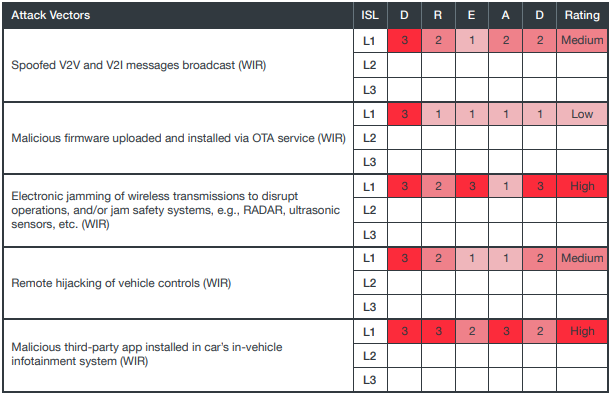 Attack Vectors ISL D R E A D Rating
Spoofed V2V and V2I messages broadcast (WIR)
L1 3 2 1 2 2 Medium
L2
L3
Malicious firmware uploaded and installed via OTA service (WIR)
L1 3 1 1 1 1 Low
L2
L3
Electronic jamming of wireless transmissions to disrupt
operations, and/or jam safety systems, e.g., RADAR, ultrasonic
sensors, etc. (WIR)
L1 3 2 3 1 3 High
L2
L3
Remote hijacking of vehicle controls (WIR)
L1 3 2 1 1 2 Medium
L2
L3
Malicious third-party app installed in car's in-vehicle
infotainment system (WIR)
L1 3 3 2 3 2 High
L2
L3